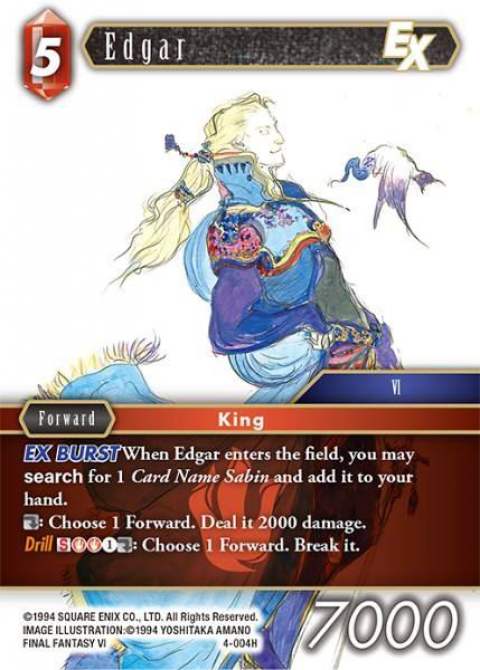 5
Edgar
EX
VI
Forward
King
EX BURST When Edgar enters the field, you may
search for 1 Card Name Sabin and add it to your
hand.
: Choose 1 Forward. Deal it 2000 damage.
Drill S 1 : Choose 1 Forward. Break it.
©1994 SQUARE ENIX CO., LTD. All Rights Reserved.
IMAGE ILLUSTRATION:©1994 YOSHITAKA AMANO
FINAL FANTASY VI
4-004H
7000